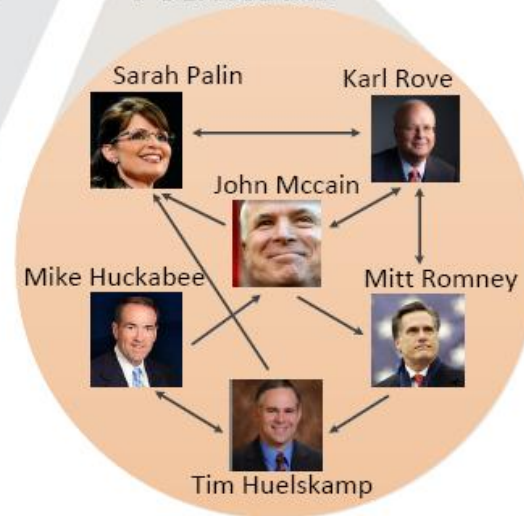 Sarah Palin
Karl Rove
John Mccain
Mike Huckabee
Mitt Romney
Tim Huelskamp